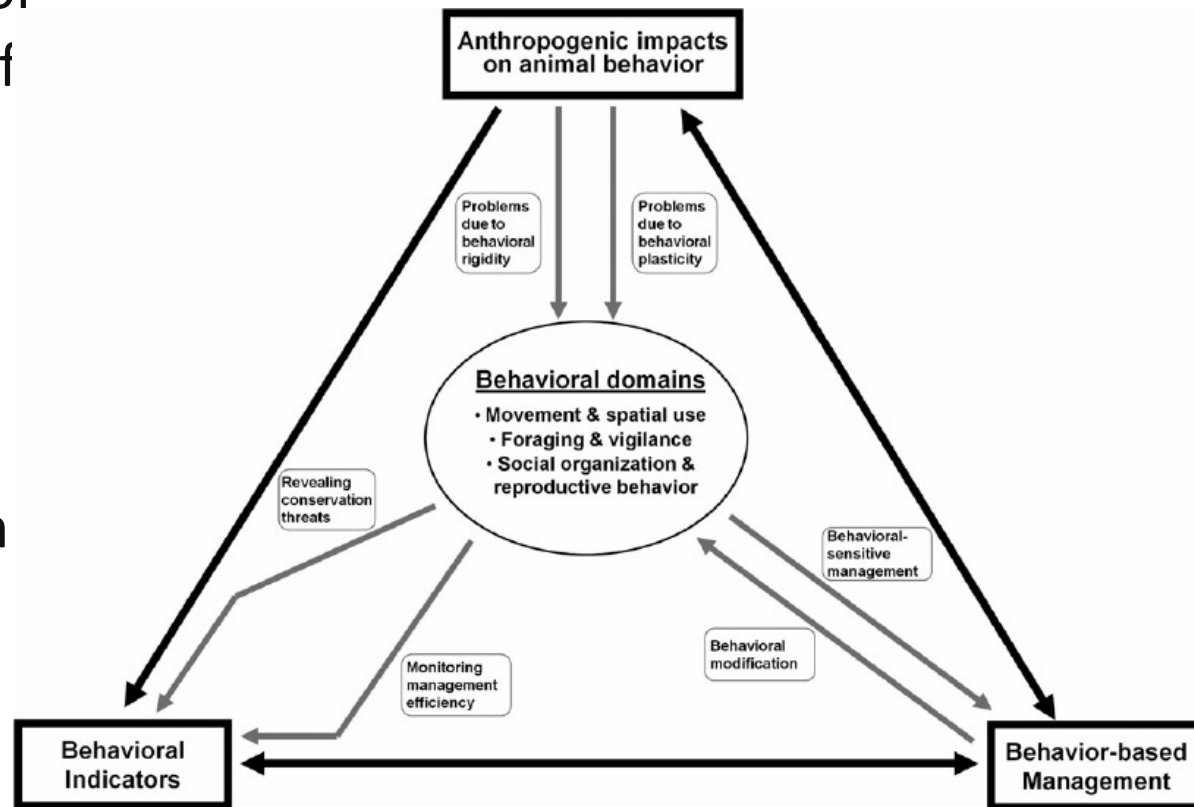 or
f
n
Anthropogenic impacts
on animal behavior
Problems
due to
behavioral
rigidity
Problems
due to
behavioral
plasticity
Behavioral domains
• Movement & spatial use
• Foraging & vigilance
• Social organization &
reproductive behavior
Revealing
conservation
threats
Behavioral-
sensitive
management
Behavioral
modification
Monitoring
management
efficiency
Behavioral
Indicators
Behavior-based
Management